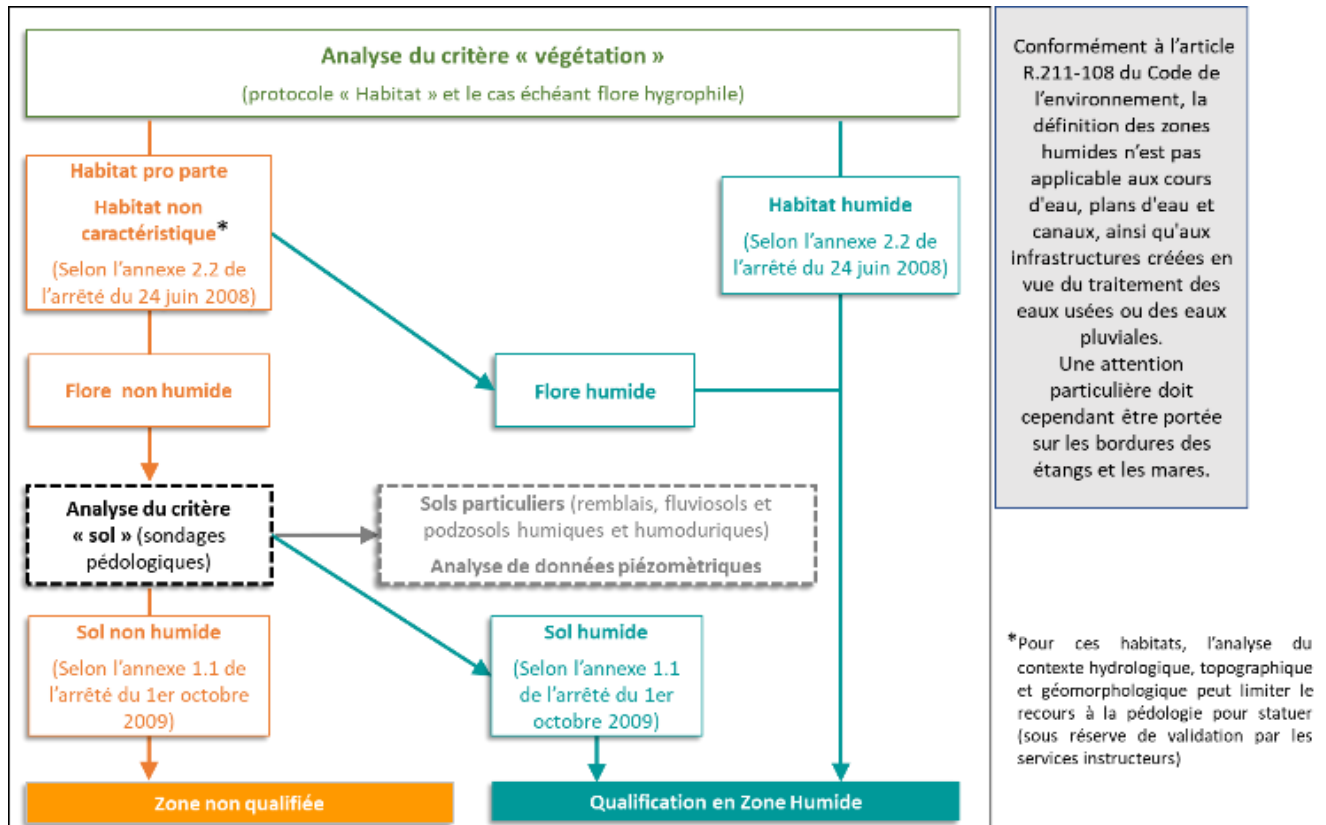 Analyse du critère « végétation »
(protocole « Habitat » et le cas échéant flore hygrophile)
Habitat pro parte
Habitat non
caractéristique*
(Selon l'annexe 2.2 de
l'arrêté du 24 juin 2008)
Habitat humide
(Selon l'annexe 2.2 de
l'arrêté du 24 juin 2008)
Flore non humide
Flore humide
Analyse du critère
« sol » (sondages
pédologiques)
Sols particuliers (remblais, fluviosols et
podzosols humiques et humoduriques)
Analyse de données piézomètriques
Sol non humide
(Selon l'annexe 1.1 de
l'arrêté du 1er octobre
2009)
Sol humide
(Selon l'annexe 1.1
de l'arrêté du 1er
octobre 2009)
Zone non qualifiée
Qualification en Zone Humide
Conformément à l'article
R.211-108 du Code de
l'environnement, la
définition des zones
humides n'est pas
applicable aux cours
d'eau, plans d'eau et
canaux, ainsi qu'aux
infrastructures créées en
vue du traitement des
eaux usées ou des eaux
pluviales.
Une attention
particulière doit
cependant être portée
sur les bordures des
étangs et les mares.
*Pour ces habitats, l'analyse du
contexte hydrologique, topographique
et géomorphologique peut limiter le
recours à la pédologie pour statuer
(sous réserve de validation par les
services instructeurs)